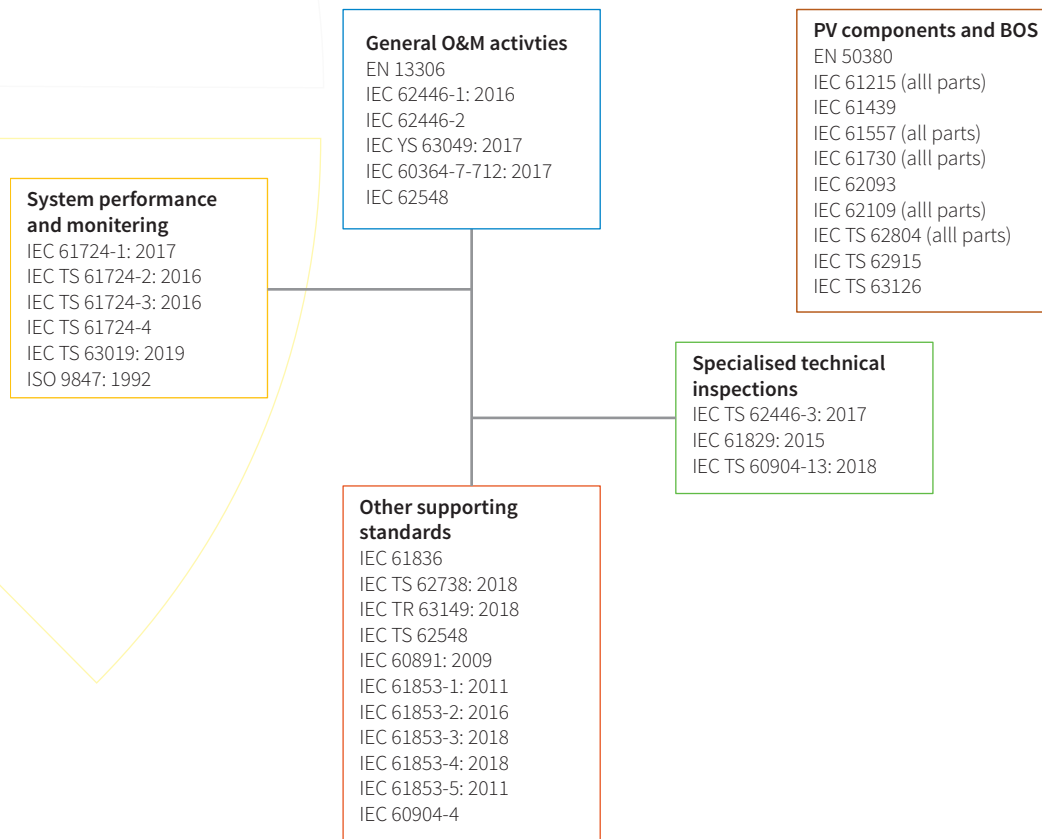 General O&M activties
EN 13306
IEC 62446-1: 2016
IEC 62446-2
IEC YS 63049: 2017
IEC 60364-7-712: 2017
IEC 62548
PV components and BOS
EN 50380
IEC 61215 (alll parts)
IEC 61439
IEC 61557 (all parts)
IEC 61730 (alll parts)
IEC 62093
IEC 62109 (alll parts)
IEC TS 62804 (alll parts)
IEC TS 62915
IEC TS 63126
System performance
and monitering
IEC 61724-1: 2017
IEC TS 61724-2: 2016
IEC TS 61724-3: 2016
IEC TS 61724-4
IEC TS 63019: 2019
ISO 9847: 1992
Specialised technical
inspections
IEC TS 62446-3: 2017
IEC 61829: 2015
IEC TS 60904-13: 2018
Other supporting
standards
IEC 61836
IEC TS 62738: 2018
IEC TR 63149: 2018
IEC TS 62548
IEC 60891: 2009
IEC 61853-1: 2011
IEC 61853-2: 2016
IEC 61853-3: 2018
IEC 61853-4: 2018
IEC 61853-5: 2011
IEC 60904-4